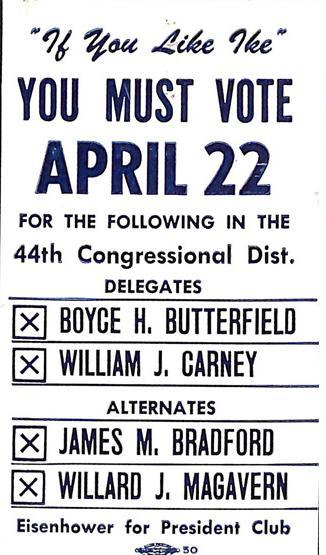 "If You Like Ike"
YOU MUST VOTE
APRIL 22
FOR THE FOLLOWING IN THE
44th Congressional Dist.
DELEGATES
BOYCE H. BUTTERFIELD
WILLIAM J. CARNEY
ALTERNATES
JAMES M. BRADFORD
WILLARD J. MAGAVERN
Eisenhower for President Club
50